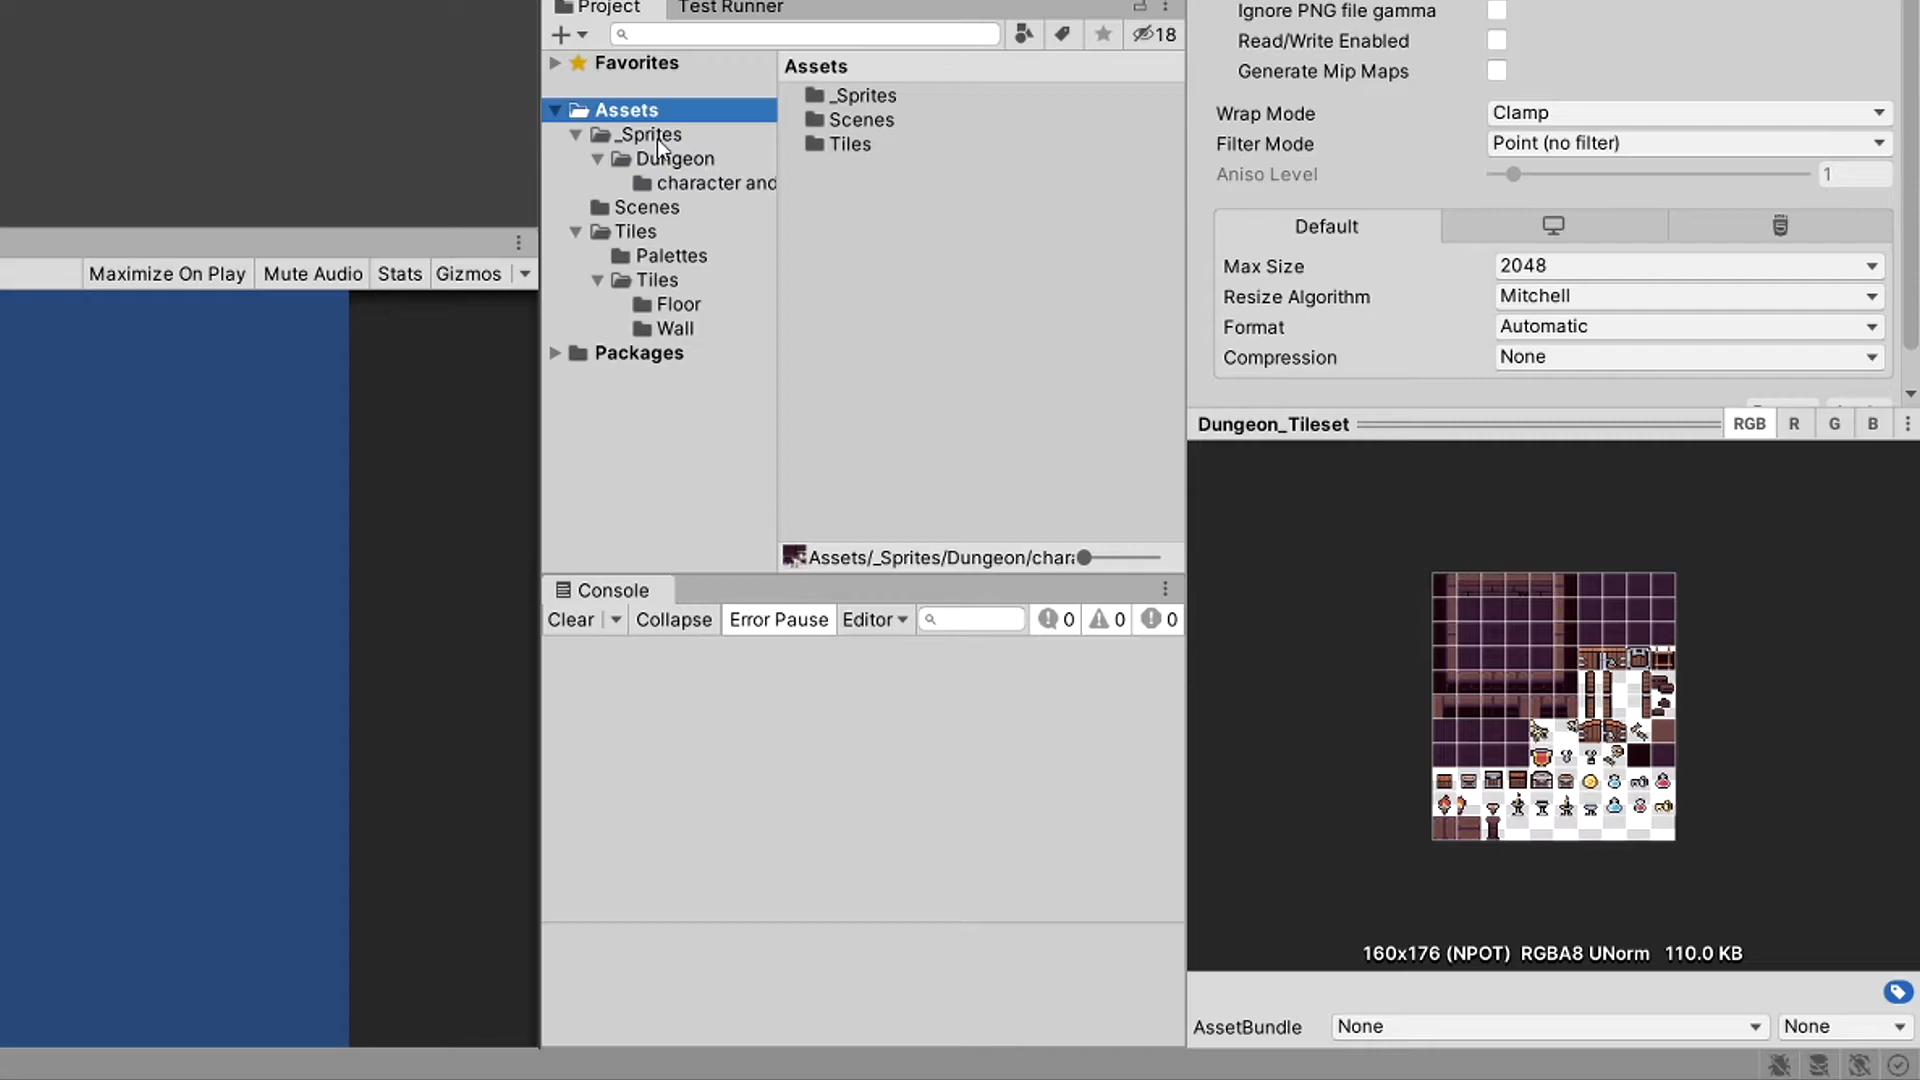 Project
Test Runner
18
Favorites
Assets
_Sprites
Dungeon
character and
Scenes
Tiles
Palettes
Tiles
Floor
Wall
Packages
Assets
_Sprites
Scenes
Tiles
Assets/_Sprites/Dungeon/char
Maximize On Play
Mute Audio
Stats
Gizmos
Console
Clear
Collapse
Error Pause
Editor
0
0
0
Ignore PNG file gamma
Read/Write Enabled
Generate Mip Maps
Wrap Mode
Clamp
Filter Mode
Point (no filter)
Aniso Level
1
Default
Max Size
2048
Resize Algorithm
Mitchell
Format
Automatic
Compression
None
Dungeon_Tileset
RGB
R
G
B
160x176 (NPOT) RGBA8 UNorm 110.0 KB
AssetBundle
None
None